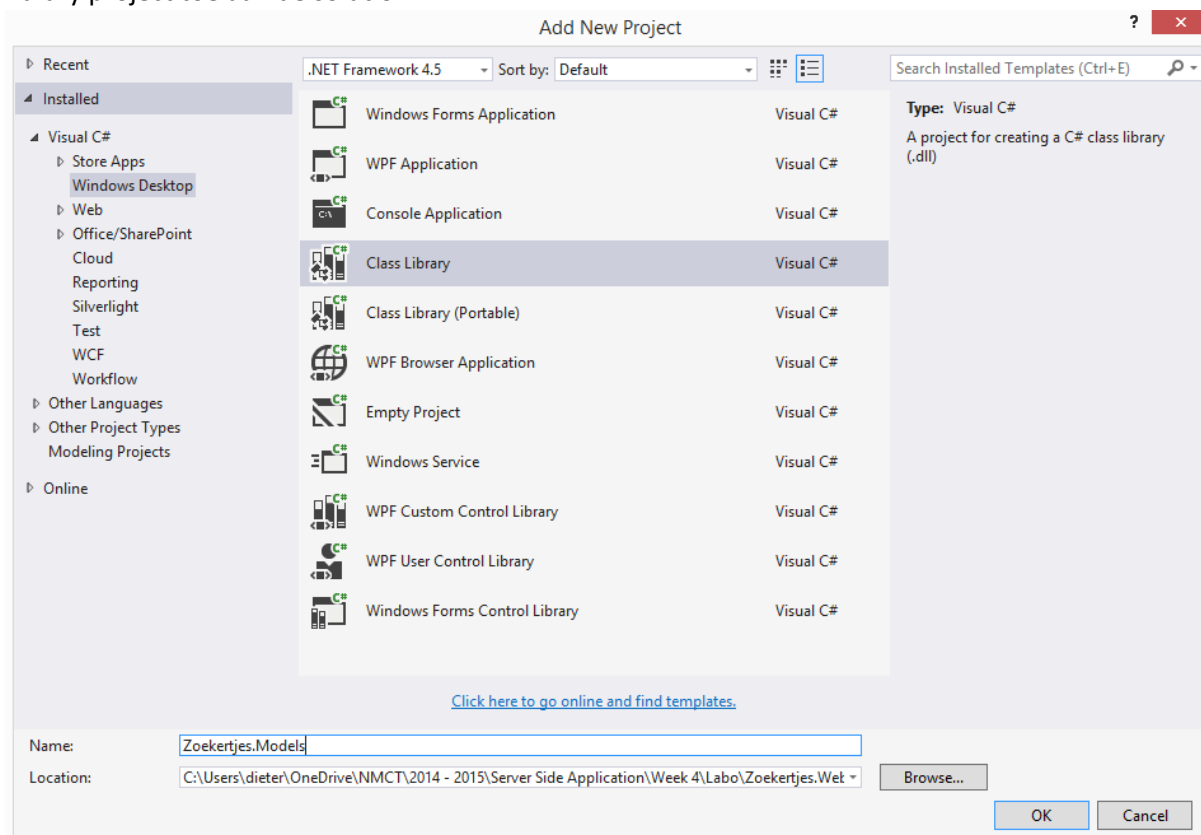 Add New Project
? ×
Recent
.NET Framework 4.5 Sort by: Default
Search Installed Templates (Ctrl+E)
Installed
Visual C#
Store Apps
Windows Desktop
Web
Office/SharePoint
Cloud
Reporting
Silverlight
Test
WCF
Workflow
Other Languages
Other Project Types
Modeling Projects
Online
Windows Forms Application Visual C#
WPF Application Visual C#
Console Application Visual C#
Class Library Visual C#
Class Library (Portable) Visual C#
WPF Browser Application Visual C#
Empty Project Visual C#
Windows Service Visual C#
WPF Custom Control Library Visual C#
WPF User Control Library Visual C#
Windows Forms Control Library Visual C#
Type: Visual C#
A project for creating a C# class library
(.dll)
Click here to go online and find templates.
Name: Zoekertjes.Models
Location: C:\Users\dieter\OneDrive\NMCT\2014 - 2015\Server Side Application\Week 4\Labo\Zoekertjes.Wel Browse...
OK Cancel